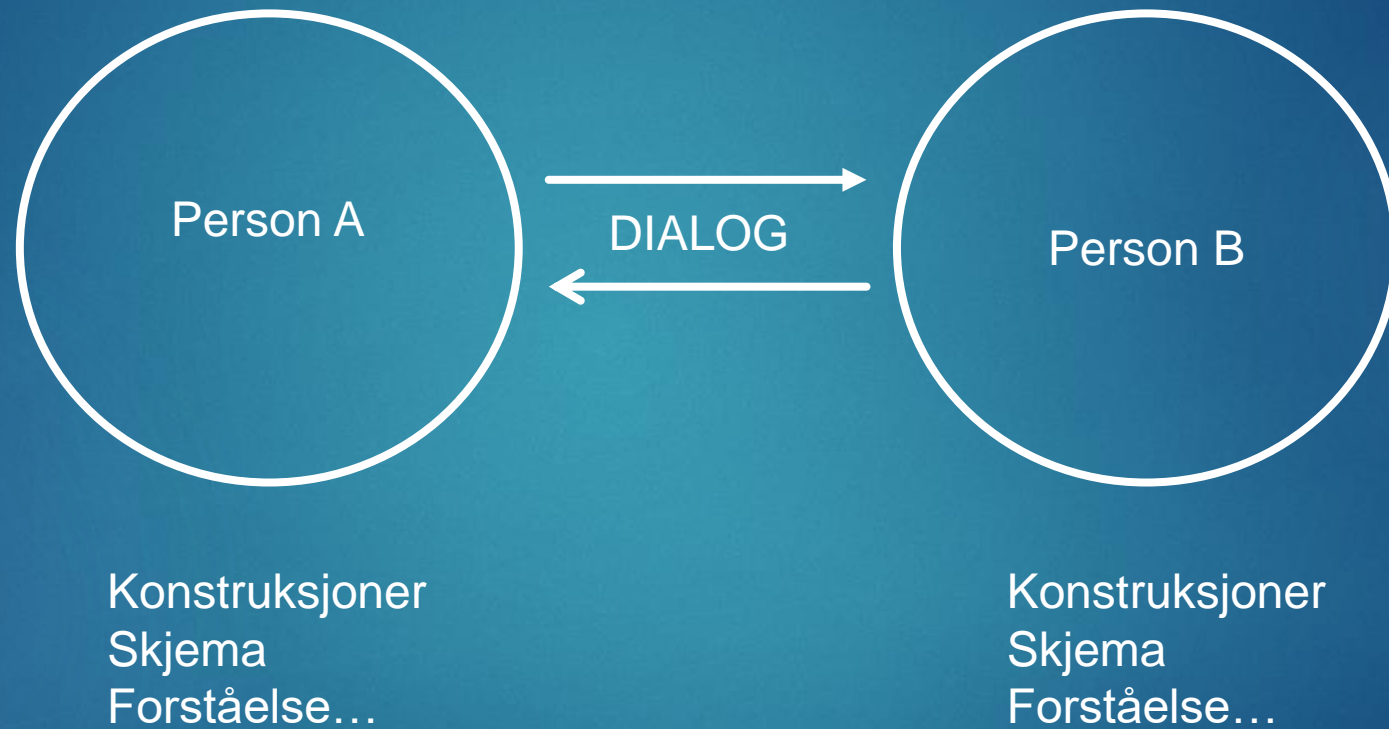 Person A
DIALOG
Person B
Konstruksjoner
Skjema
Forståelse…
Konstruksjoner
Skjema
Forståelse…